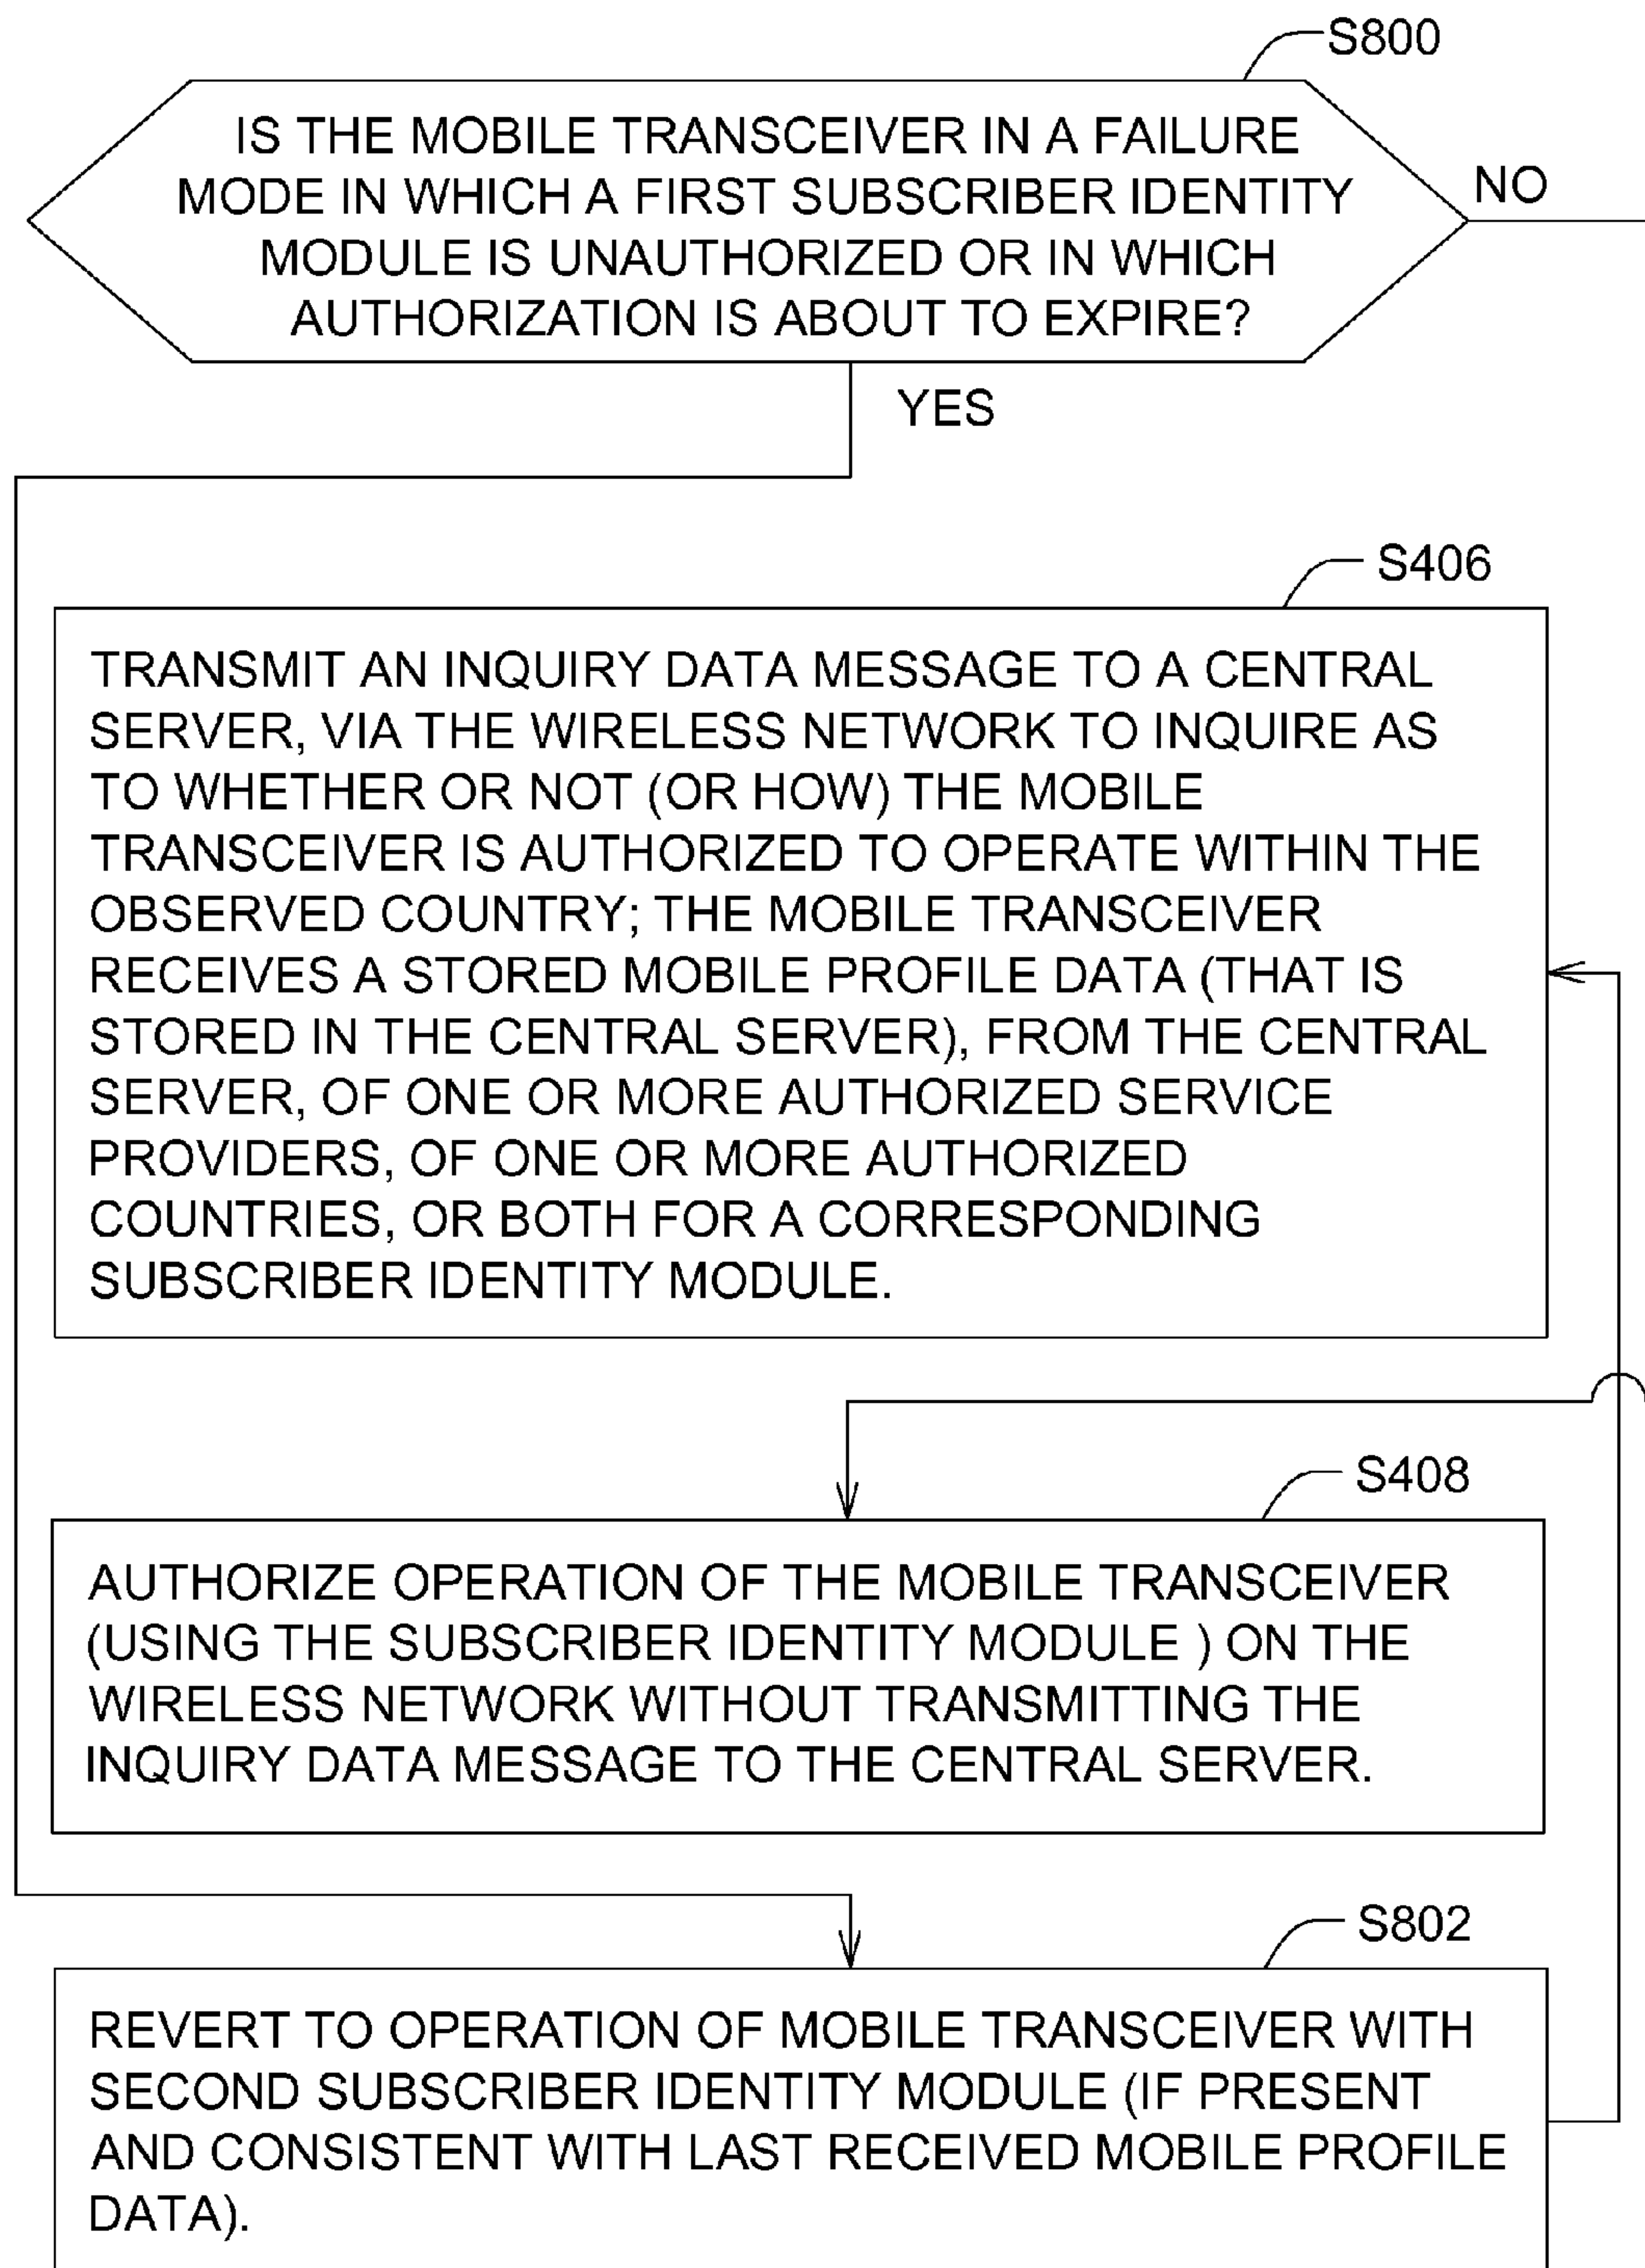 S800
IS THE MOBILE TRANSCEIVER IN A FAILURE
MODE IN WHICH A FIRST SUBSCRIBER IDENTITY
MODULE IS UNAUTHORIZED OR IN WHICH
AUTHORIZATION IS ABOUT TO EXPIRE?
NO
YES
S406
TRANSMIT AN INQUIRY DATA MESSAGE TO A CENTRAL
SERVER, VIA THE WIRELESS NETWORK TO INQUIRE AS
TO WHETHER OR NOT (OR HOW) THE MOBILE
TRANSCEIVER IS AUTHORIZED TO OPERATE WITHIN THE
OBSERVED COUNTRY; THE MOBILE TRANSCEIVER
RECEIVES A STORED MOBILE PROFILE DATA (THAT IS
STORED IN THE CENTRAL SERVER), FROM THE CENTRAL
SERVER, OF ONE OR MORE AUTHORIZED SERVICE
PROVIDERS, OF ONE OR MORE AUTHORIZED
COUNTRIES, OR BOTH FOR A CORRESPONDING
SUBSCRIBER IDENTITY MODULE.
S408
AUTHORIZE OPERATION OF THE MOBILE TRANSCEIVER
(USING THE SUBSCRIBER IDENTITY MODULE ) ON THE
WIRELESS NETWORK WITHOUT TRANSMITTING THE
INQUIRY DATA MESSAGE TO THE CENTRAL SERVER.
S802
REVERT TO OPERATION OF MOBILE TRANSCEIVER WITH
SECOND SUBSCRIBER IDENTITY MODULE (IF PRESENT
AND CONSISTENT WITH LAST RECEIVED MOBILE PROFILE
DATA).